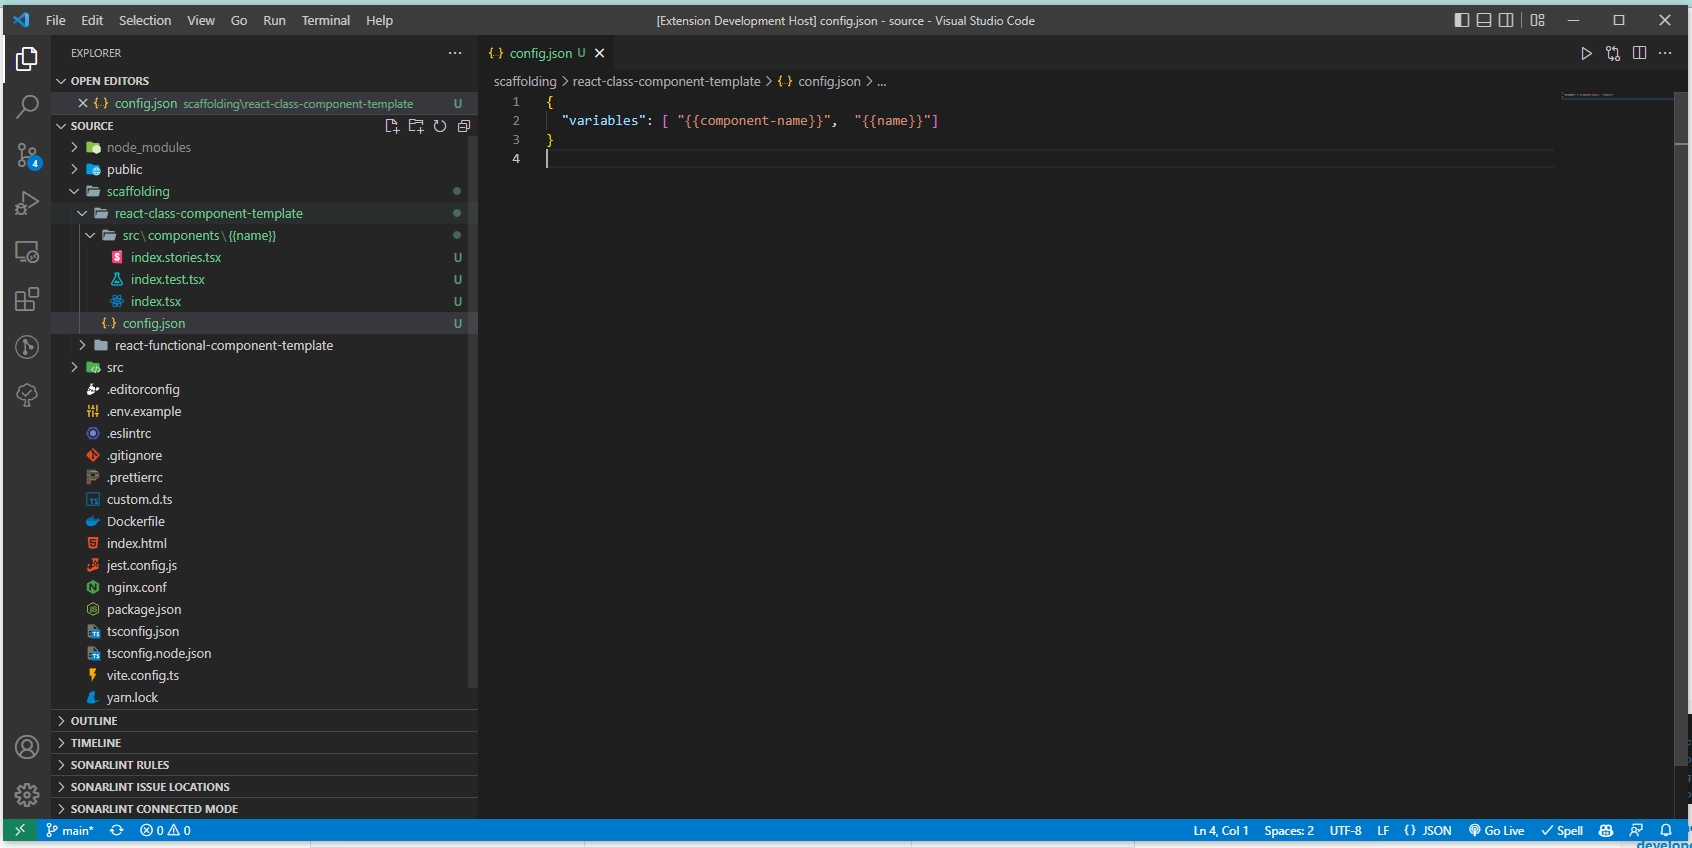 File Edit Selection View Go Run Terminal Help [Extension Development Host] config.json - source - Visual Studio Code
EXPLORER
config.json U
OPEN EDITORS
scaffolding > react-class-component-template > {..} config.json > ...
config.json scaffolding\react-class-component-template U
1 {
2 "variables": [ "{{component-name}}",  "{{name}}"]
3 }
4
SOURCE
node_modules
4
public
scaffolding
react-class-component-template
src\components\{{name}}
index.stories.tsx U
index.test.tsx U
index.tsx U
config.json U
react-functional-component-template
src
.editorconfig
.env.example
.eslintrc
.gitignore
.prettierrc
custom.d.ts
Dockerfile
index.html
jest.config.js
nginx.conf
package.json
tsconfig.json
tsconfig.node.json
vite.config.ts
yarn.lock
OUTLINE
TIMELINE
SONARLINT RULES
SONARLINT ISSUE LOCATIONS
SONARLINT CONNECTED MODE
main* 0 0 Ln 4, Col 1 Spaces: 2 UTF-8 LF {} JSON Go Live Spell